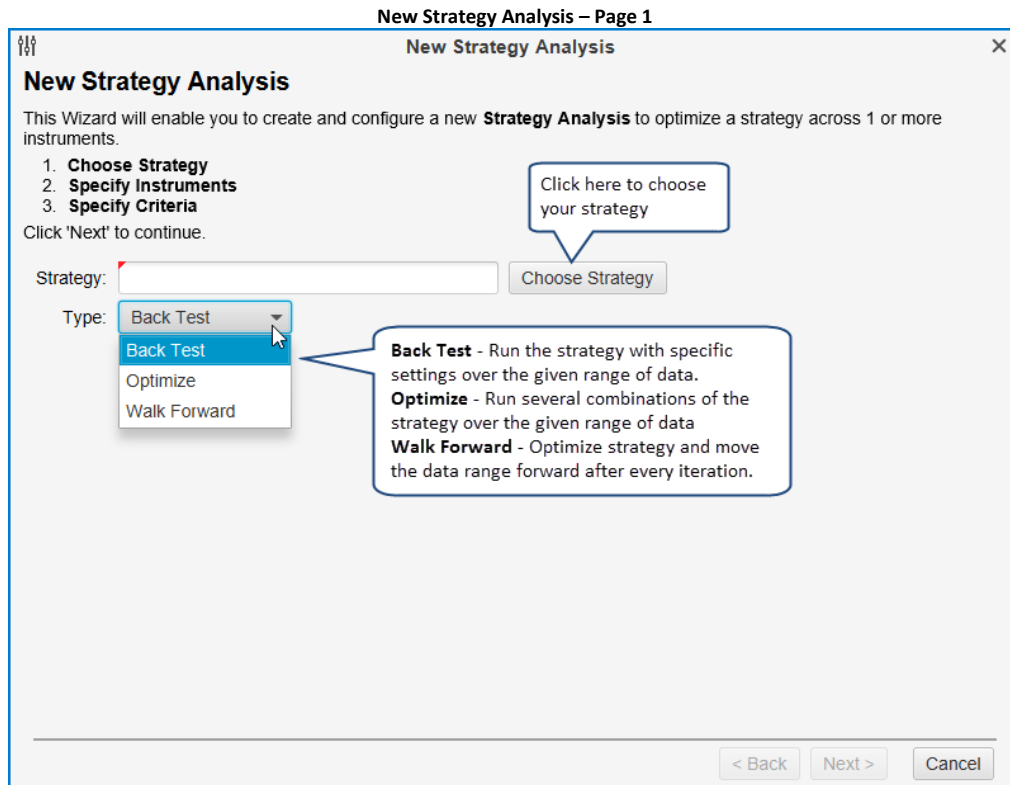 New Strategy Analysis – Page 1
New Strategy Analysis
New Strategy Analysis
This Wizard will enable you to create and configure a new Strategy Analysis to optimize a strategy across 1 or more
instruments.
1. Choose Strategy
2. Specify Instruments
3. Specify Criteria
Click 'Next' to continue.
Click here to choose
your strategy
Strategy:
Choose Strategy
Type: Back Test
Back Test
Optimize
Walk Forward
Back Test - Run the strategy with specific
settings over the given range of data.
Optimize - Run several combinations of the
strategy over the given range of data
Walk Forward - Optimize strategy and move
the data range forward after every iteration.
< Back Next > Cancel